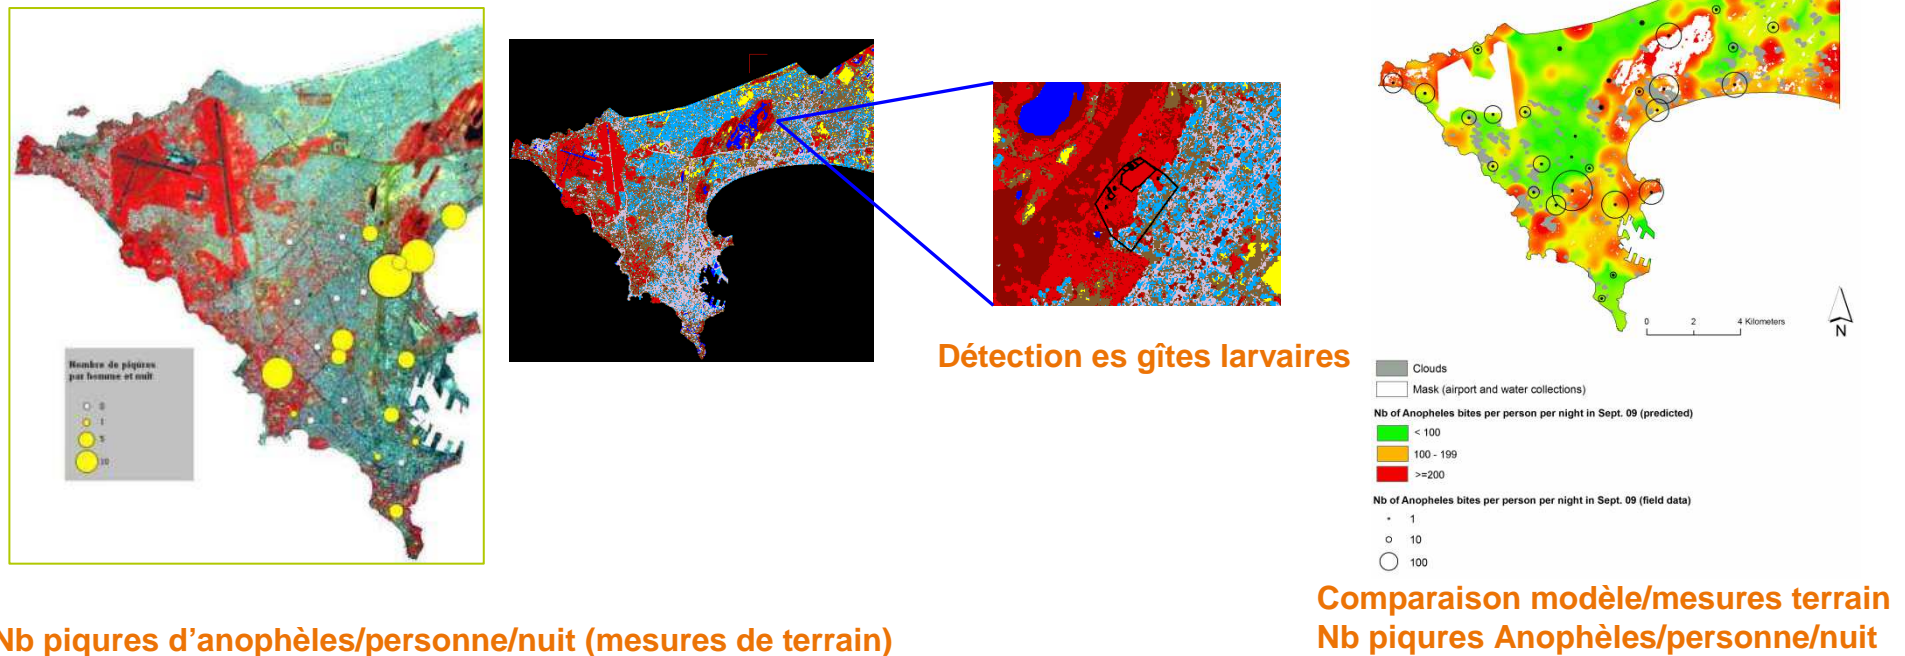 Nombre de piqûres
par homme et nuit
0
1
5
10
Détection es gîtes larvaires
0 2 4 Kilometers
N
Clouds
Mask (airport and water collections)
Nb of Anopheles bites per person per night in Sept. 09 (predicted)
< 100
100 - 199
>=200
Nb of Anopheles bites per person per night in Sept. 09 (field data)
1
10
100
Comparaison modèle/mesures terrain
Nb piqures Anophèles/personne/nuit
Nb piqures d'anophèles/personne/nuit (mesures de terrain)